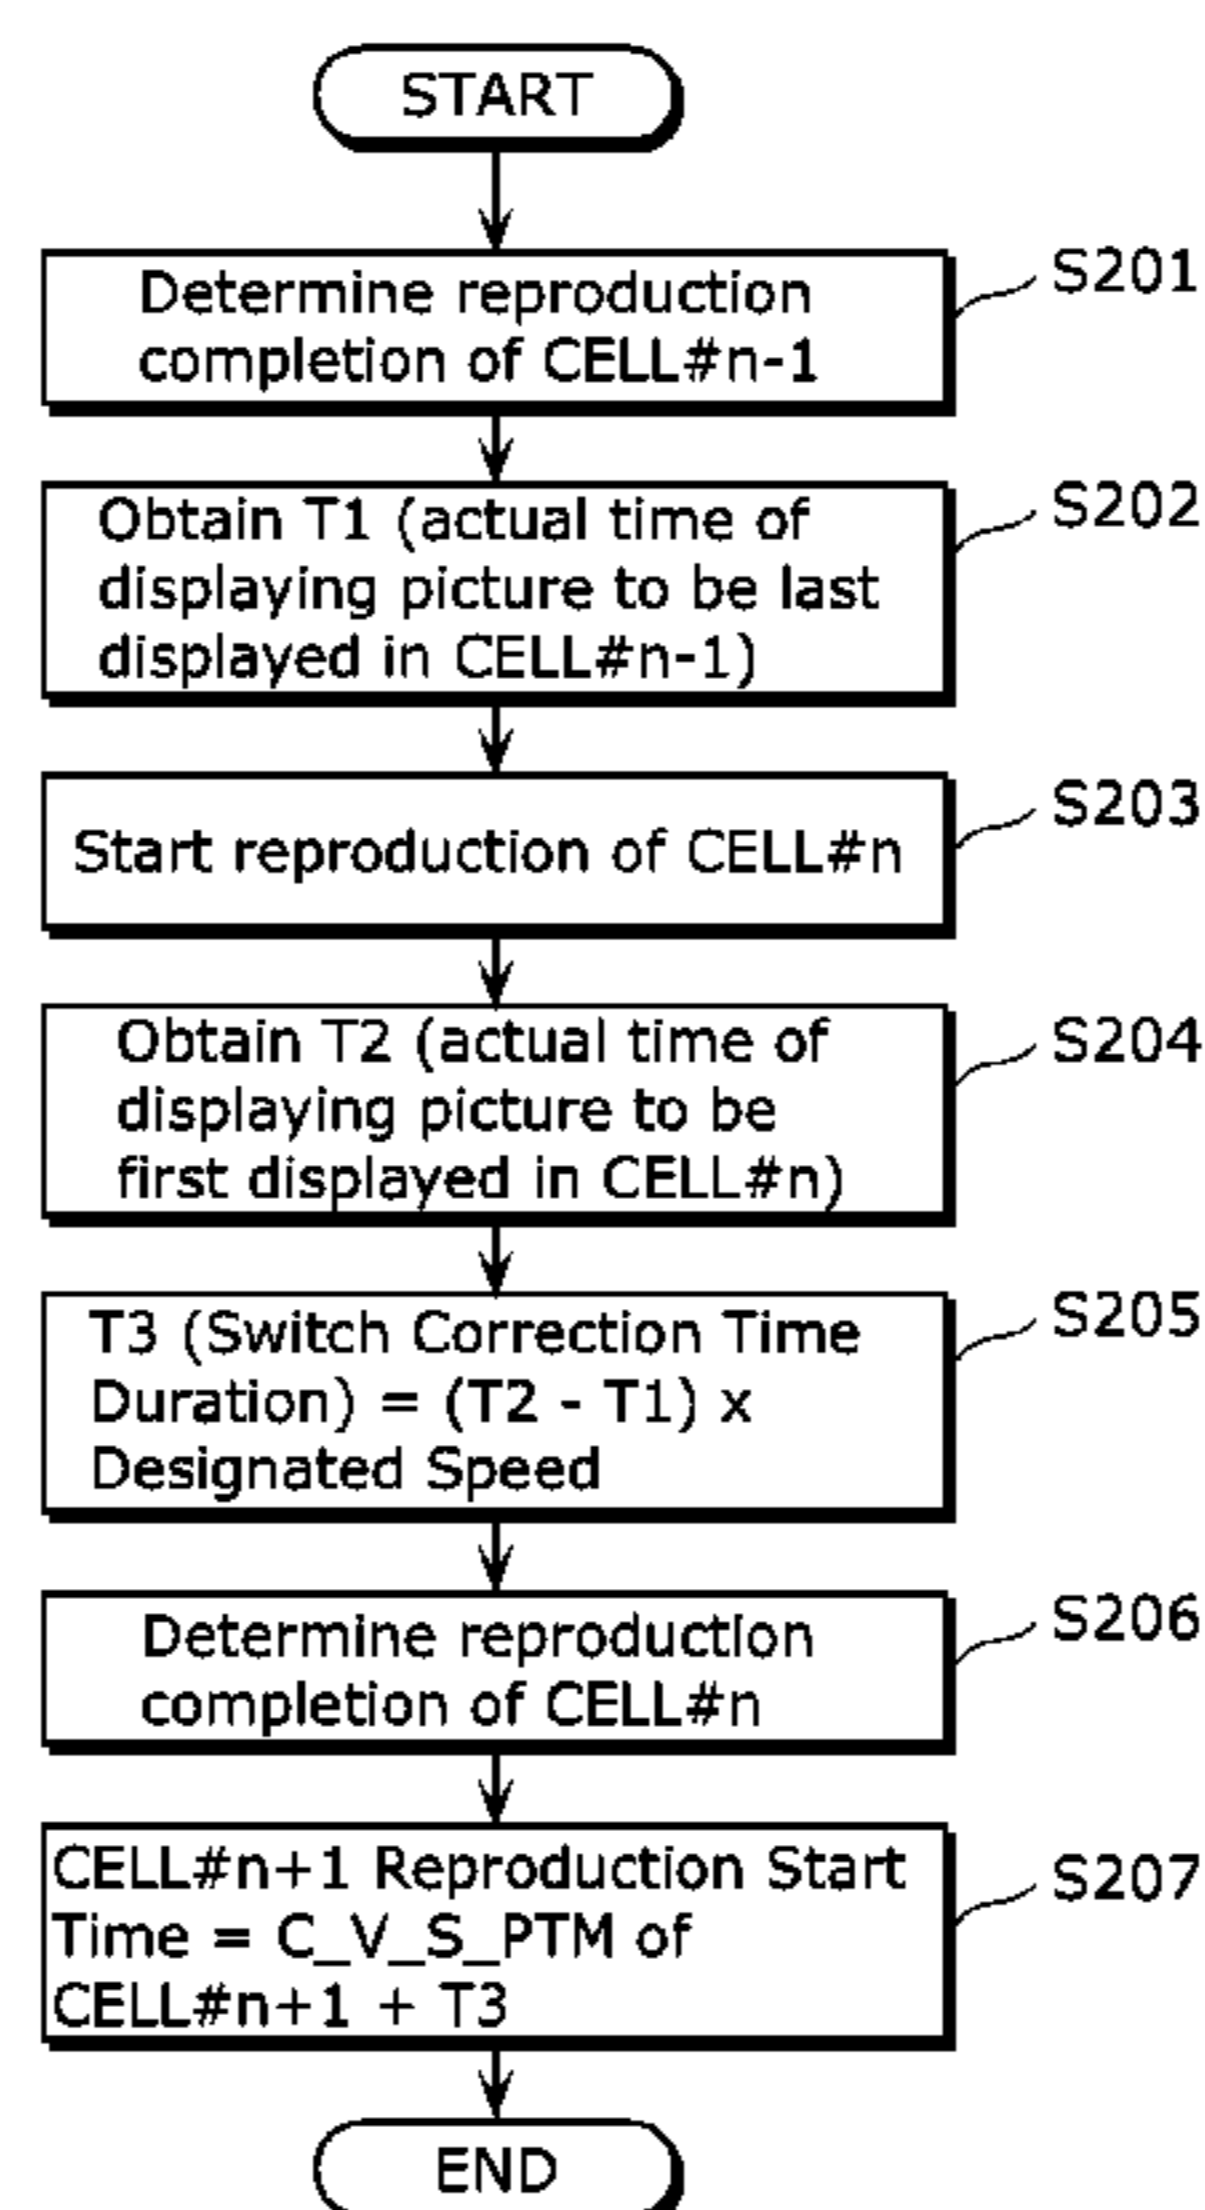 START
Determine reproduction
completion of CELL#n-1
S201
Obtain T1 (actual time of
displaying picture to be last
displayed in CELL#n-1)
S202
Start reproduction of CELL#n
S203
Obtain T2 (actual time of
displaying picture to be
first displayed in CELL#n)
S204
T3 (Switch Correction Time
Duration) = (T2 - T1) x
Designated Speed
S205
Determine reproduction
completion of CELL#n
S206
CELL#n+1 Reproduction Start
Time = C_V_S_PTM of
CELL#n+1 + T3
S207
END